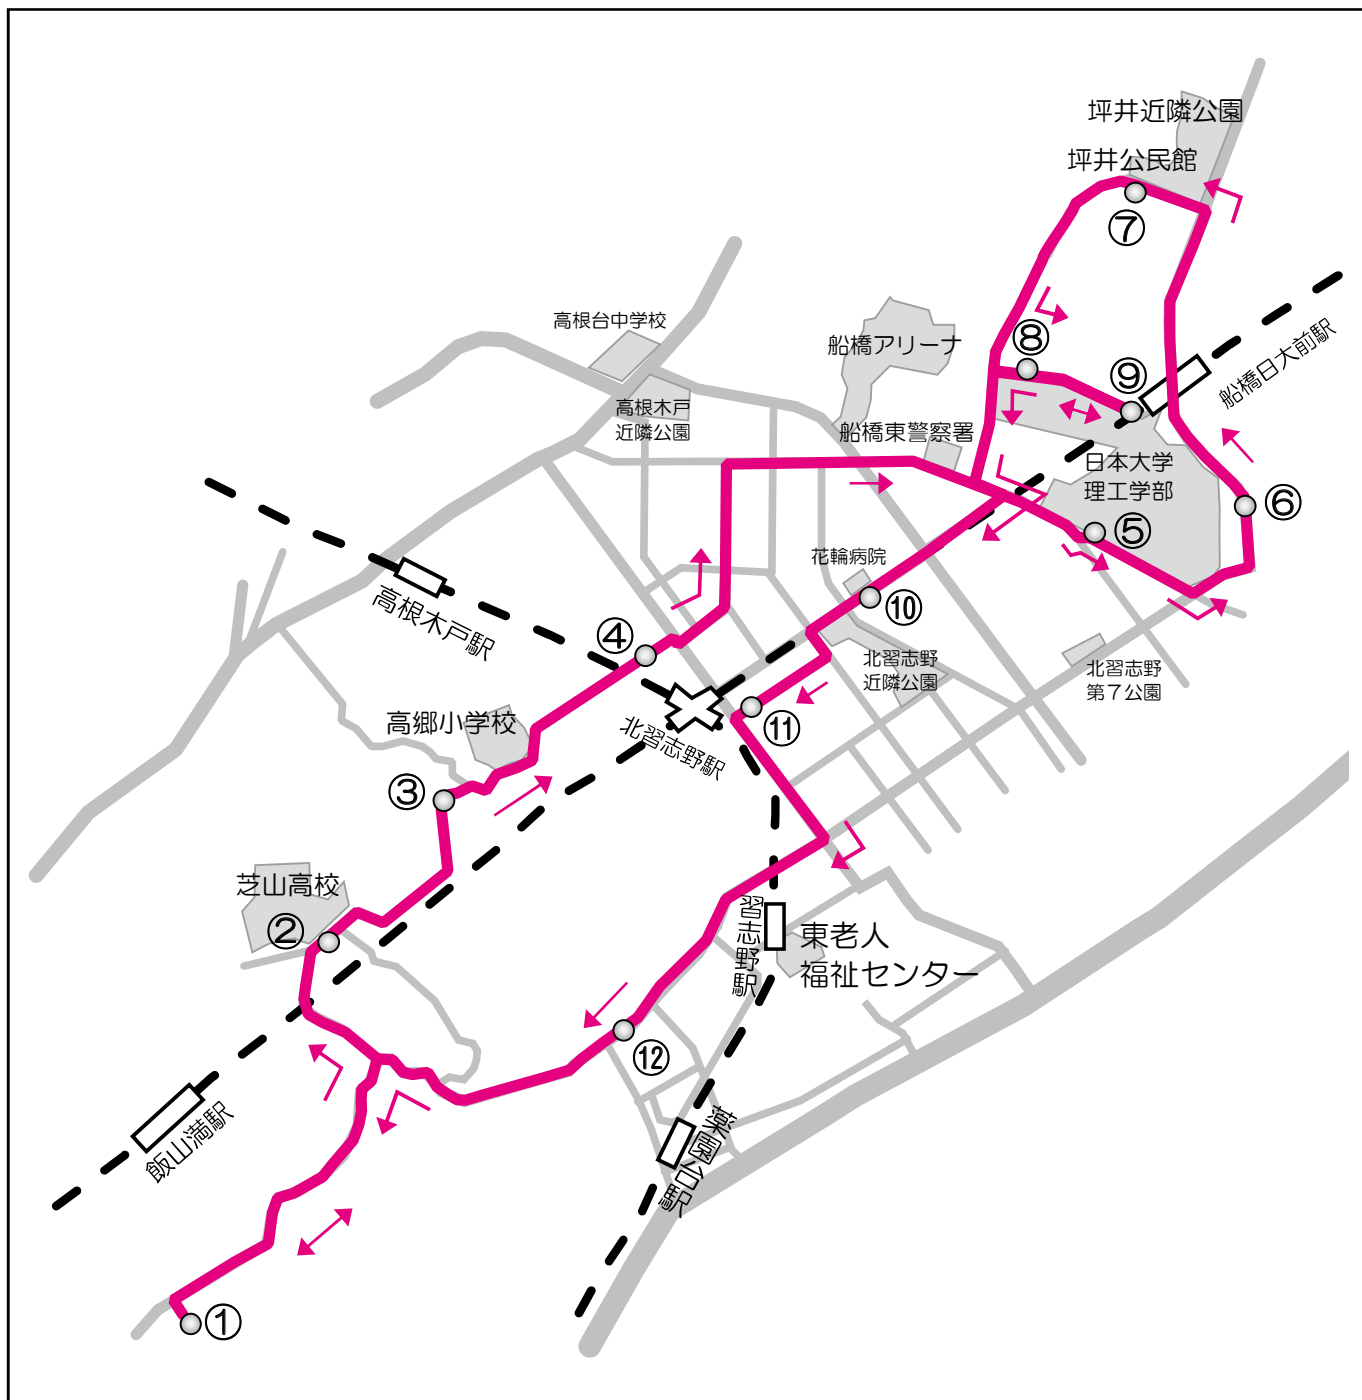 坪井近隣公園
坪井公民館
⑦
高根台中学校
船橋アリーナ
⑧
⑨
船橋日大前駅
高根木戸
近隣公園
船橋東警察署
日本大学
理工学部
⑥
⑤
花輪病院
⑩
高根木戸駅
④
北習志野
近隣公園
北習志野
第7公園
高郷小学校
北習志野駅
⑪
③
芝山高校
②
習志野駅
東老人
福祉センター
⑫
飯山満駅
薬園台駅
①